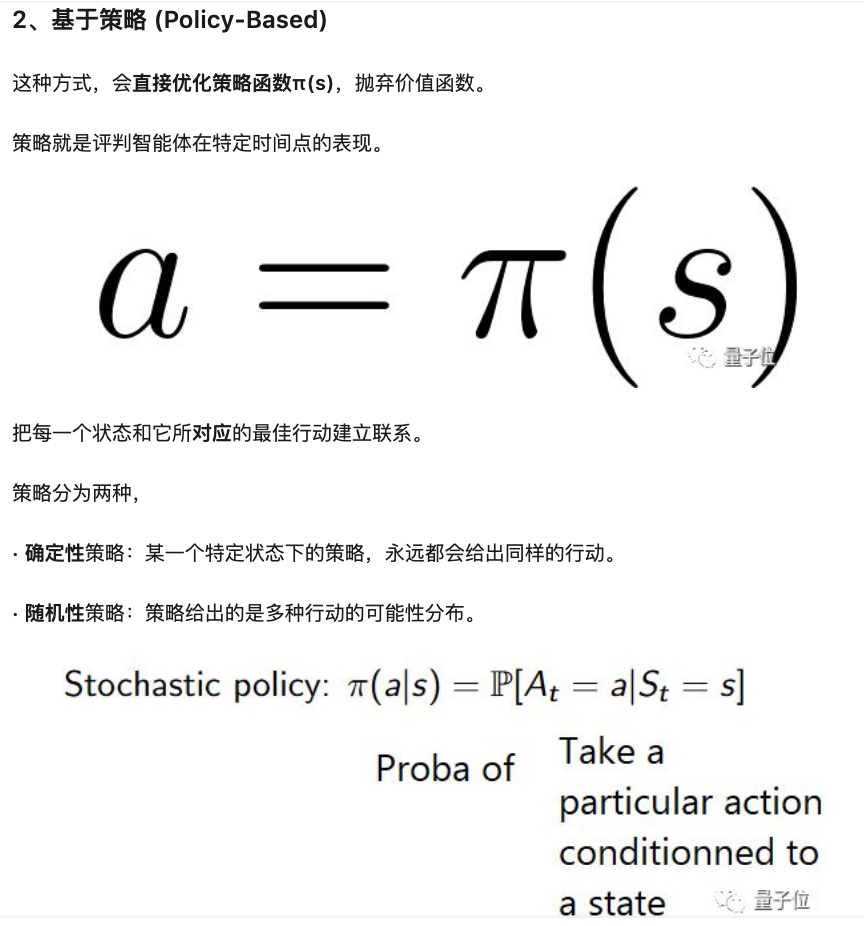 2、基于策略 (Policy-Based)
这种方式，会直接优化策略函数π(s)，抛弃价值函数。
策略就是评判智能体在特定时间点的表现。
a = π(s)
量子位
把每一个状态和它所对应的最佳行动建立联系。
策略分为两种，
· 确定性策略：某一个特定状态下的策略，永远都会给出同样的行动。
· 随机性策略：策略给出的是多种行动的可能性分布。
Stochastic policy: π(a|s) = ℙ[Aₜ = a|Sₜ = s]
Proba of
Take a
particular action
conditionned to
a state
量子位